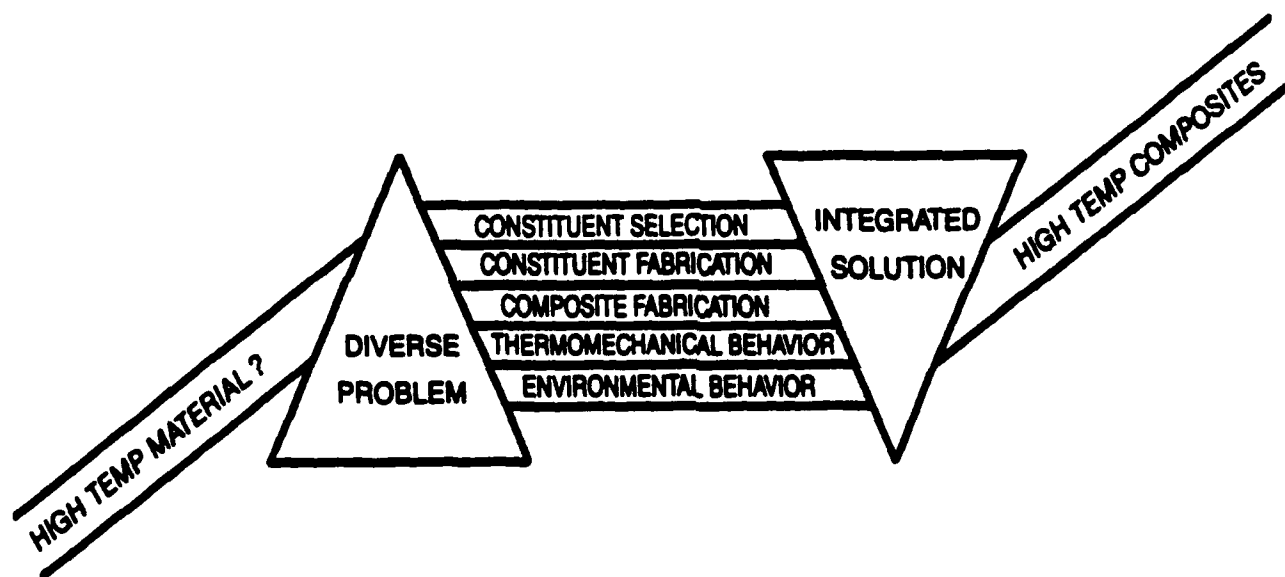 HIGH TEMP MATERIAL ?
DIVERSE
PROBLEM
CONSTITUENT SELECTION
CONSTITUENT FABRICATION
COMPOSITE FABRICATION
THERMOMECHANICAL BEHAVIOR
ENVIRONMENTAL BEHAVIOR
INTEGRATED
SOLUTION
HIGH TEMP COMPOSITES